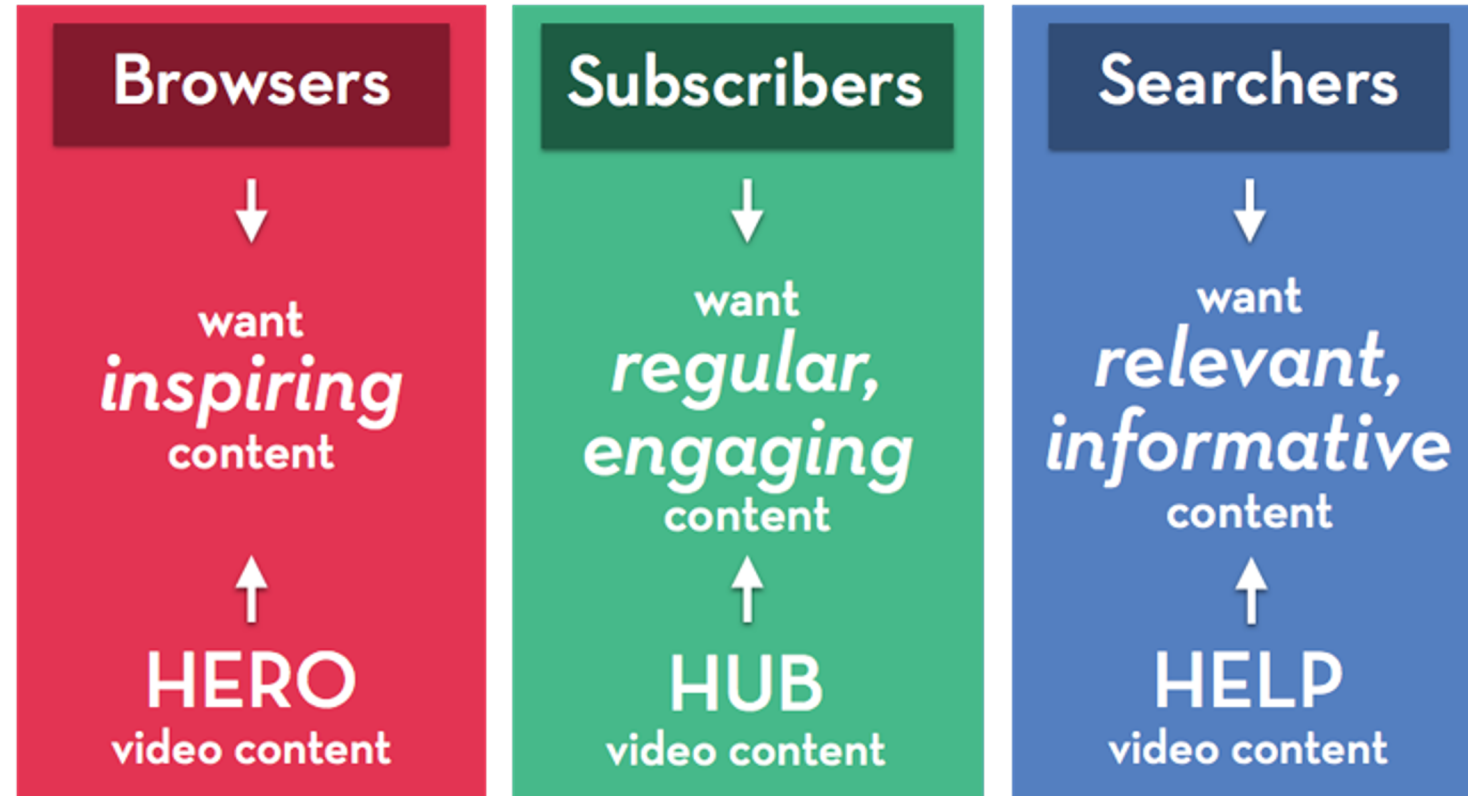 Browsers
want
inspiring
content
HERO
video content
Subscribers
want
regular,
engaging
content
HUB
video content
Searchers
want
relevant,
informative
content
HELP
video content